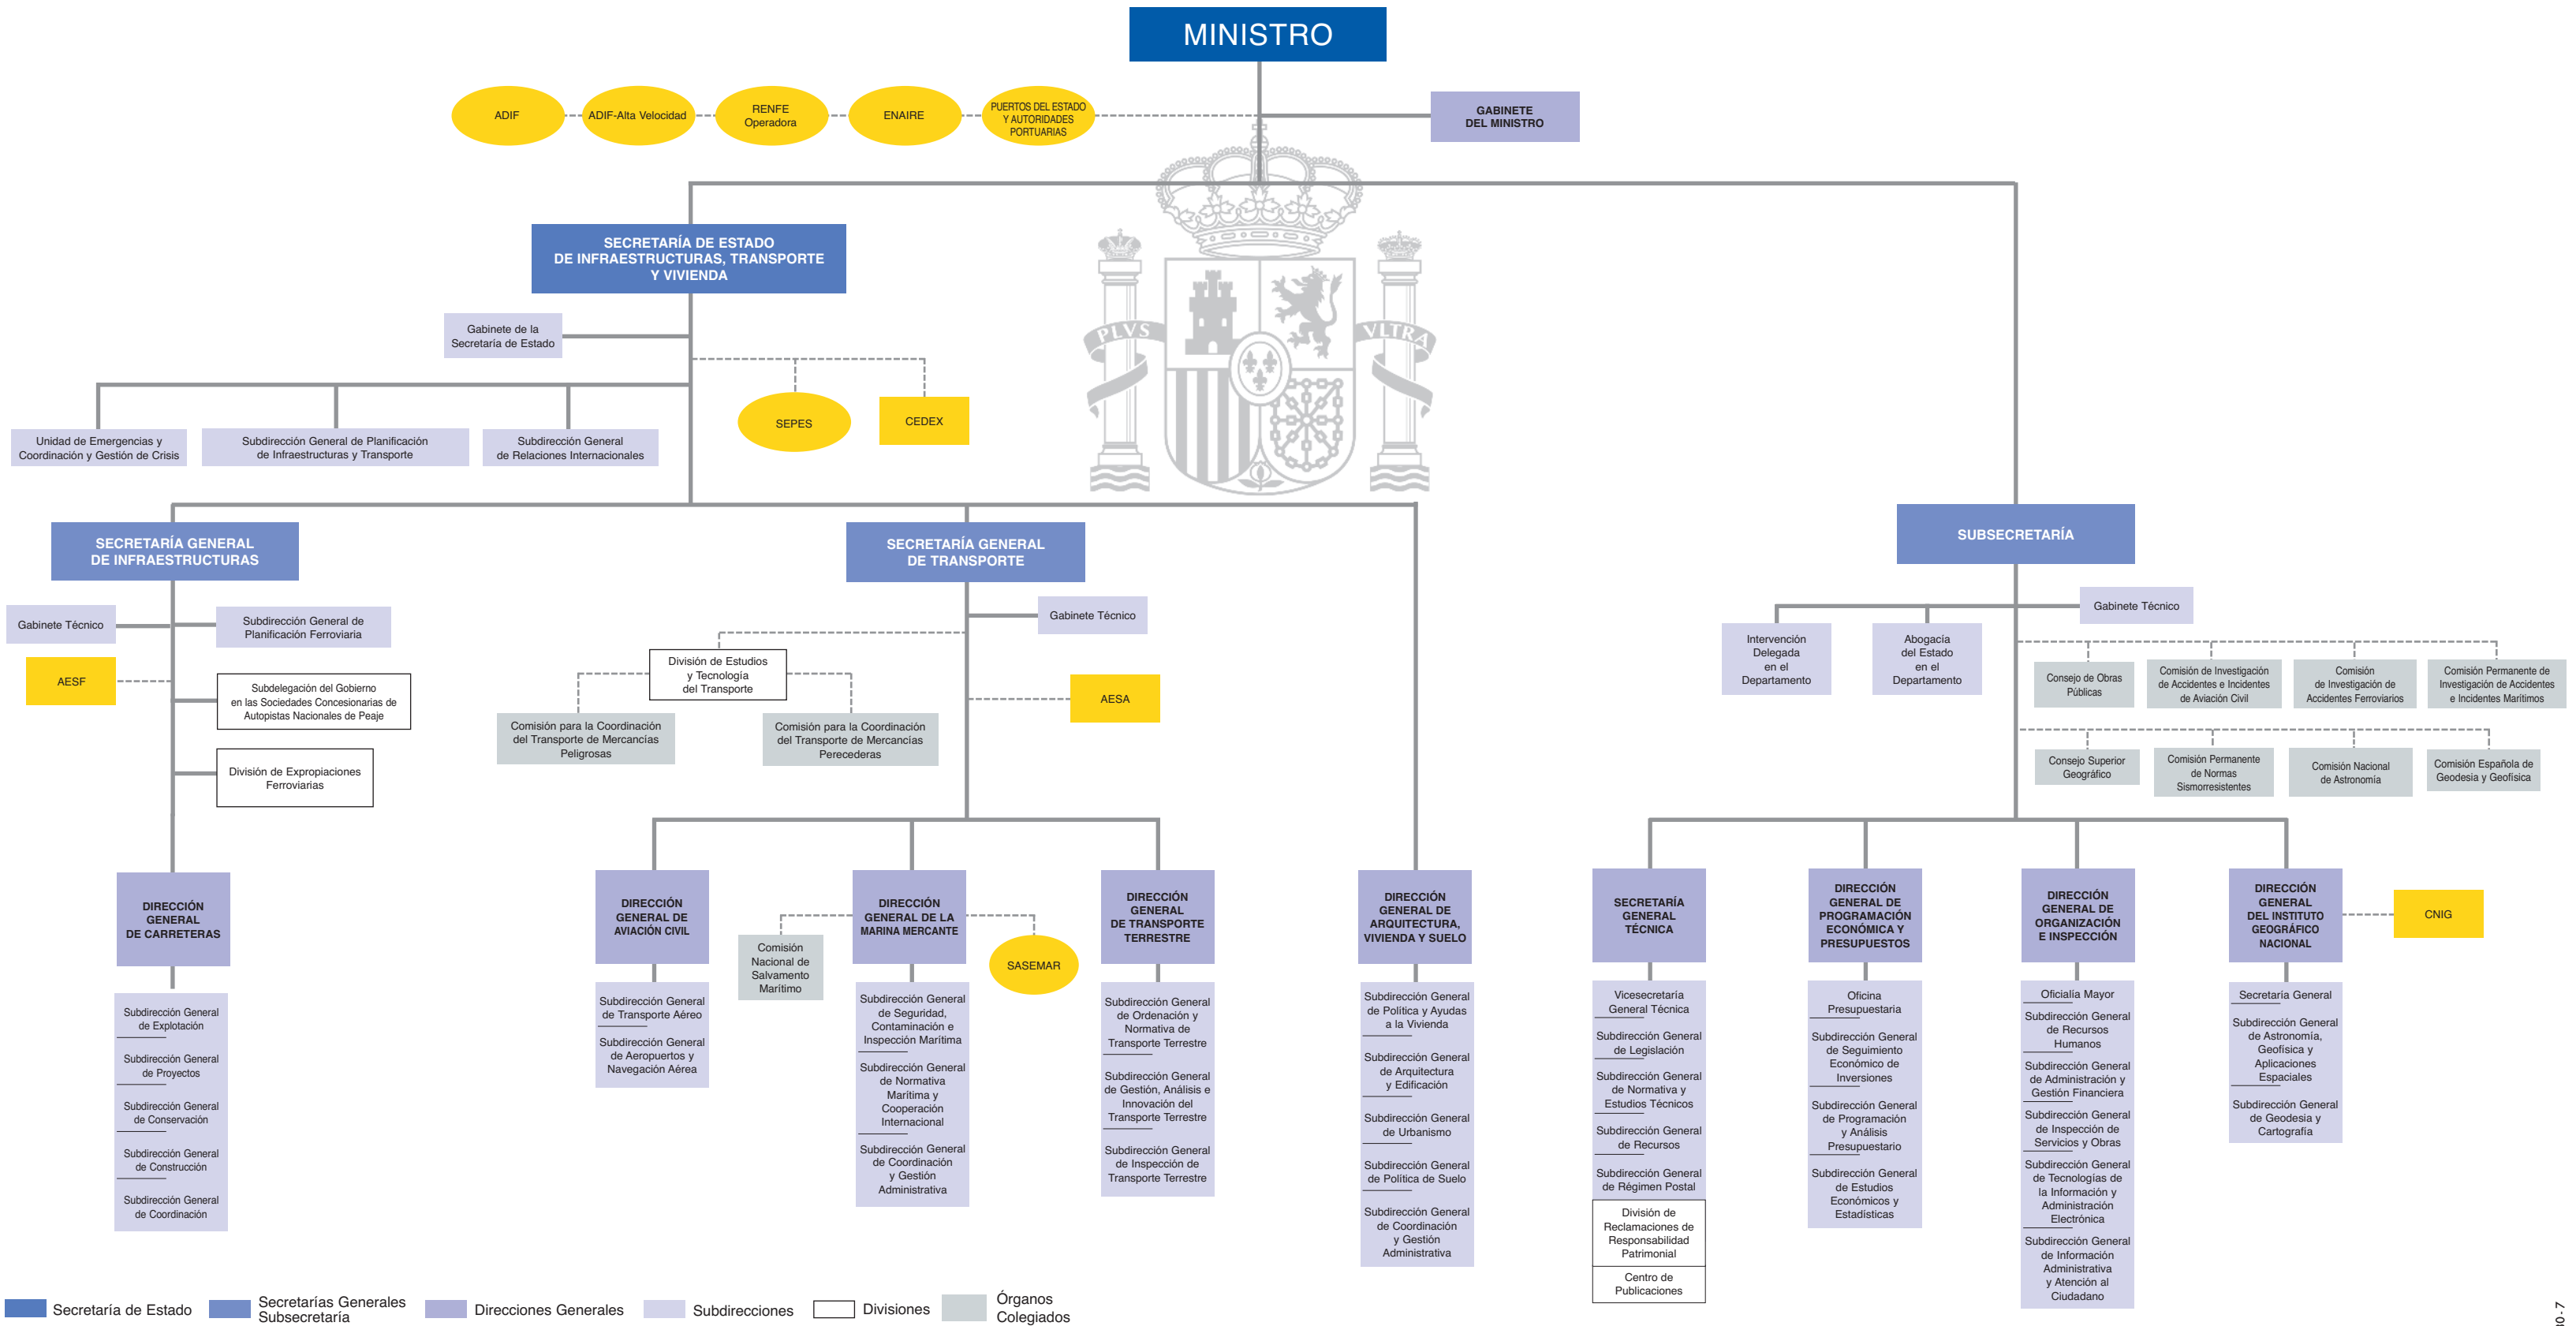 MINISTRO
ADIF
ADIF-Alta Velocidad
RENFE
Operadora
ENAIRE
PUERTOS DEL ESTADO
Y AUTORIDADES
PORTUARIAS
GABINETE
DEL MINISTRO
PLVS
VLTRA
SECRETARÍA DE ESTADO
DE INFRAESTRUCTURAS, TRANSPORTE
Y VIVIENDA
Gabinete de la
Secretaría de Estado
SEPES
CEDEX
Unidad de Emergencias y
Coordinación y Gestión de Crisis
Subdirección General de Planificación
de Infraestructuras y Transporte
Subdirección General
de Relaciones Internacionales
SECRETARÍA GENERAL
DE INFRAESTRUCTURAS
Gabinete Técnico
Subdirección General de
Planificación Ferroviaria
AESF
Subdelegación del Gobierno
en las Sociedades Concesionarias de
Autopistas Nacionales de Peaje
División de Expropiaciones
Ferroviarias
SECRETARÍA GENERAL
DE TRANSPORTE
Gabinete Técnico
División de Estudios
y Tecnología
del Transporte
AESA
Comisión para la Coordinación
del Transporte de Mercancías
Peligrosas
Comisión para la Coordinación
del Transporte de Mercancías
Perecederas
SUBSECRETARÍA
Gabinete Técnico
Intervención
Delegada
en el
Departamento
Abogacía
del Estado
en el
Departamento
Consejo de Obras
Públicas
Comisión de Investigación
de Accidentes e Incidentes
de Aviación Civil
Comisión
de Investigación de
Accidentes Ferroviarios
Comisión Permanente de
Investigación de Accidentes
e Incidentes Marítimos
Consejo Superior
Geográfico
Comisión Permanente
de Normas
Sismorresistentes
Comisión Nacional
de Astronomía
Comisión Española de
Geodesia y Geofísica
DIRECCIÓN
GENERAL
DE CARRETERAS
Subdirección General
de Explotación
Subdirección General
de Proyectos
Subdirección General
de Conservación
Subdirección General
de Construcción
Subdirección General
de Coordinación
DIRECCIÓN
GENERAL DE
AVIACIÓN CIVIL
Subdirección General
de Transporte Aéreo
Subdirección General
de Aeropuertos y
Navegación Aérea
Comisión
Nacional de
Salvamento
Marítimo
DIRECCIÓN
GENERAL DE LA
MARINA MERCANTE
Subdirección General
de Seguridad,
Contaminación e
Inspección Marítima
Subdirección General
de Normativa
Marítima y
Cooperación
Internacional
Subdirección General
de Coordinación
y Gestión
Administrativa
SASEMAR
DIRECCIÓN
GENERAL
DE TRANSPORTE
TERRESTRE
Subdirección General
de Ordenación y
Normativa de
Transporte Terrestre
Subdirección General
de Gestión, Análisis e
Innovación del
Transporte Terrestre
Subdirección General
de Inspección de
Transporte Terrestre
DIRECCIÓN
GENERAL DE
ARQUITECTURA,
VIVIENDA Y SUELO
Subdirección General
de Política y Ayudas
a la Vivienda
Subdirección General
de Arquitectura
y Edificación
Subdirección General
de Urbanismo
Subdirección General
de Política de Suelo
Subdirección General
de Coordinación
y Gestión
Administrativa
SECRETARÍA
GENERAL
TÉCNICA
Vicesecretaría
General Técnica
Subdirección General
de Legislación
Subdirección General
de Normativa y
Estudios Técnicos
Subdirección General
de Recursos
Subdirección General
de Régimen Postal
División de
Reclamaciones de
Responsabilidad
Patrimonial
Centro de
Publicaciones
DIRECCIÓN
GENERAL DE
PROGRAMACIÓN
ECONÓMICA Y
PRESUPUESTOS
Oficina
Presupuestaria
Subdirección General
de Seguimiento
Económico de
Inversiones
Subdirección General
de Programación
y Análisis
Presupuestario
Subdirección General
de Estudios
Económicos y
Estadísticas
DIRECCIÓN
GENERAL DE
ORGANIZACIÓN
E INSPECCIÓN
Oficialía Mayor
Subdirección General
de Recursos
Humanos
Subdirección General
de Administración y
Gestión Financiera
Subdirección General
de Inspección de
Servicios y Obras
Subdirección General
de Tecnologías de
la Información y
Administración
Electrónica
Subdirección General
de Información
Administrativa
y Atención al
Ciudadano
DIRECCIÓN
GENERAL
DEL INSTITUTO
GEOGRÁFICO
NACIONAL
Secretaría General
Subdirección General
de Astronomía,
Geofísica y
Aplicaciones
Espaciales
Subdirección General
de Geodesia y
Cartografía
CNIG
Secretaría de Estado
Secretarías Generales
Subsecretaría
Direcciones Generales
Subdirecciones
Divisiones
Órganos
Colegiados